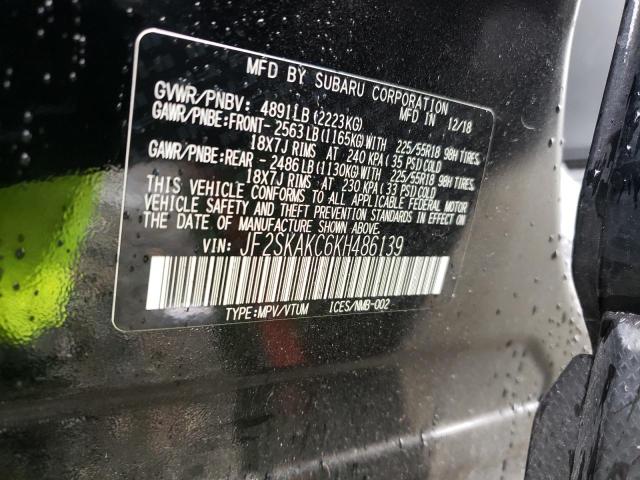 MFD BY SUBARU CORPORATION
GVWR/PNBV: 4891LB(2223KG) MFD IN 12/18
GAWR/PNBE:FRONT- 2563LB(1165KG)WITH 225/55R18 98H TIRES,
18X7J RIMS AT 240 KPA(35 PSI)COLD
GAWR/PNBE:REAR - 2486LB(1130KG)WITH 225/55R18 98H TIRES,
18X7J RIMS AT 230 KPA(33 PSI)COLD
THIS VEHICLE CONFORMS TO ALL APPLICABLE FEDERAL MOTOR
VEHICLE SAFETY AND THEFT PREVENTION STANDARDS IN EFFECT ON
THE DATE OF MANUFACTURE SHOWN ABOVE.
VIN: JF2SKAKC6KH486139
TYPE:MPV/VTUM ICES/NMB-002